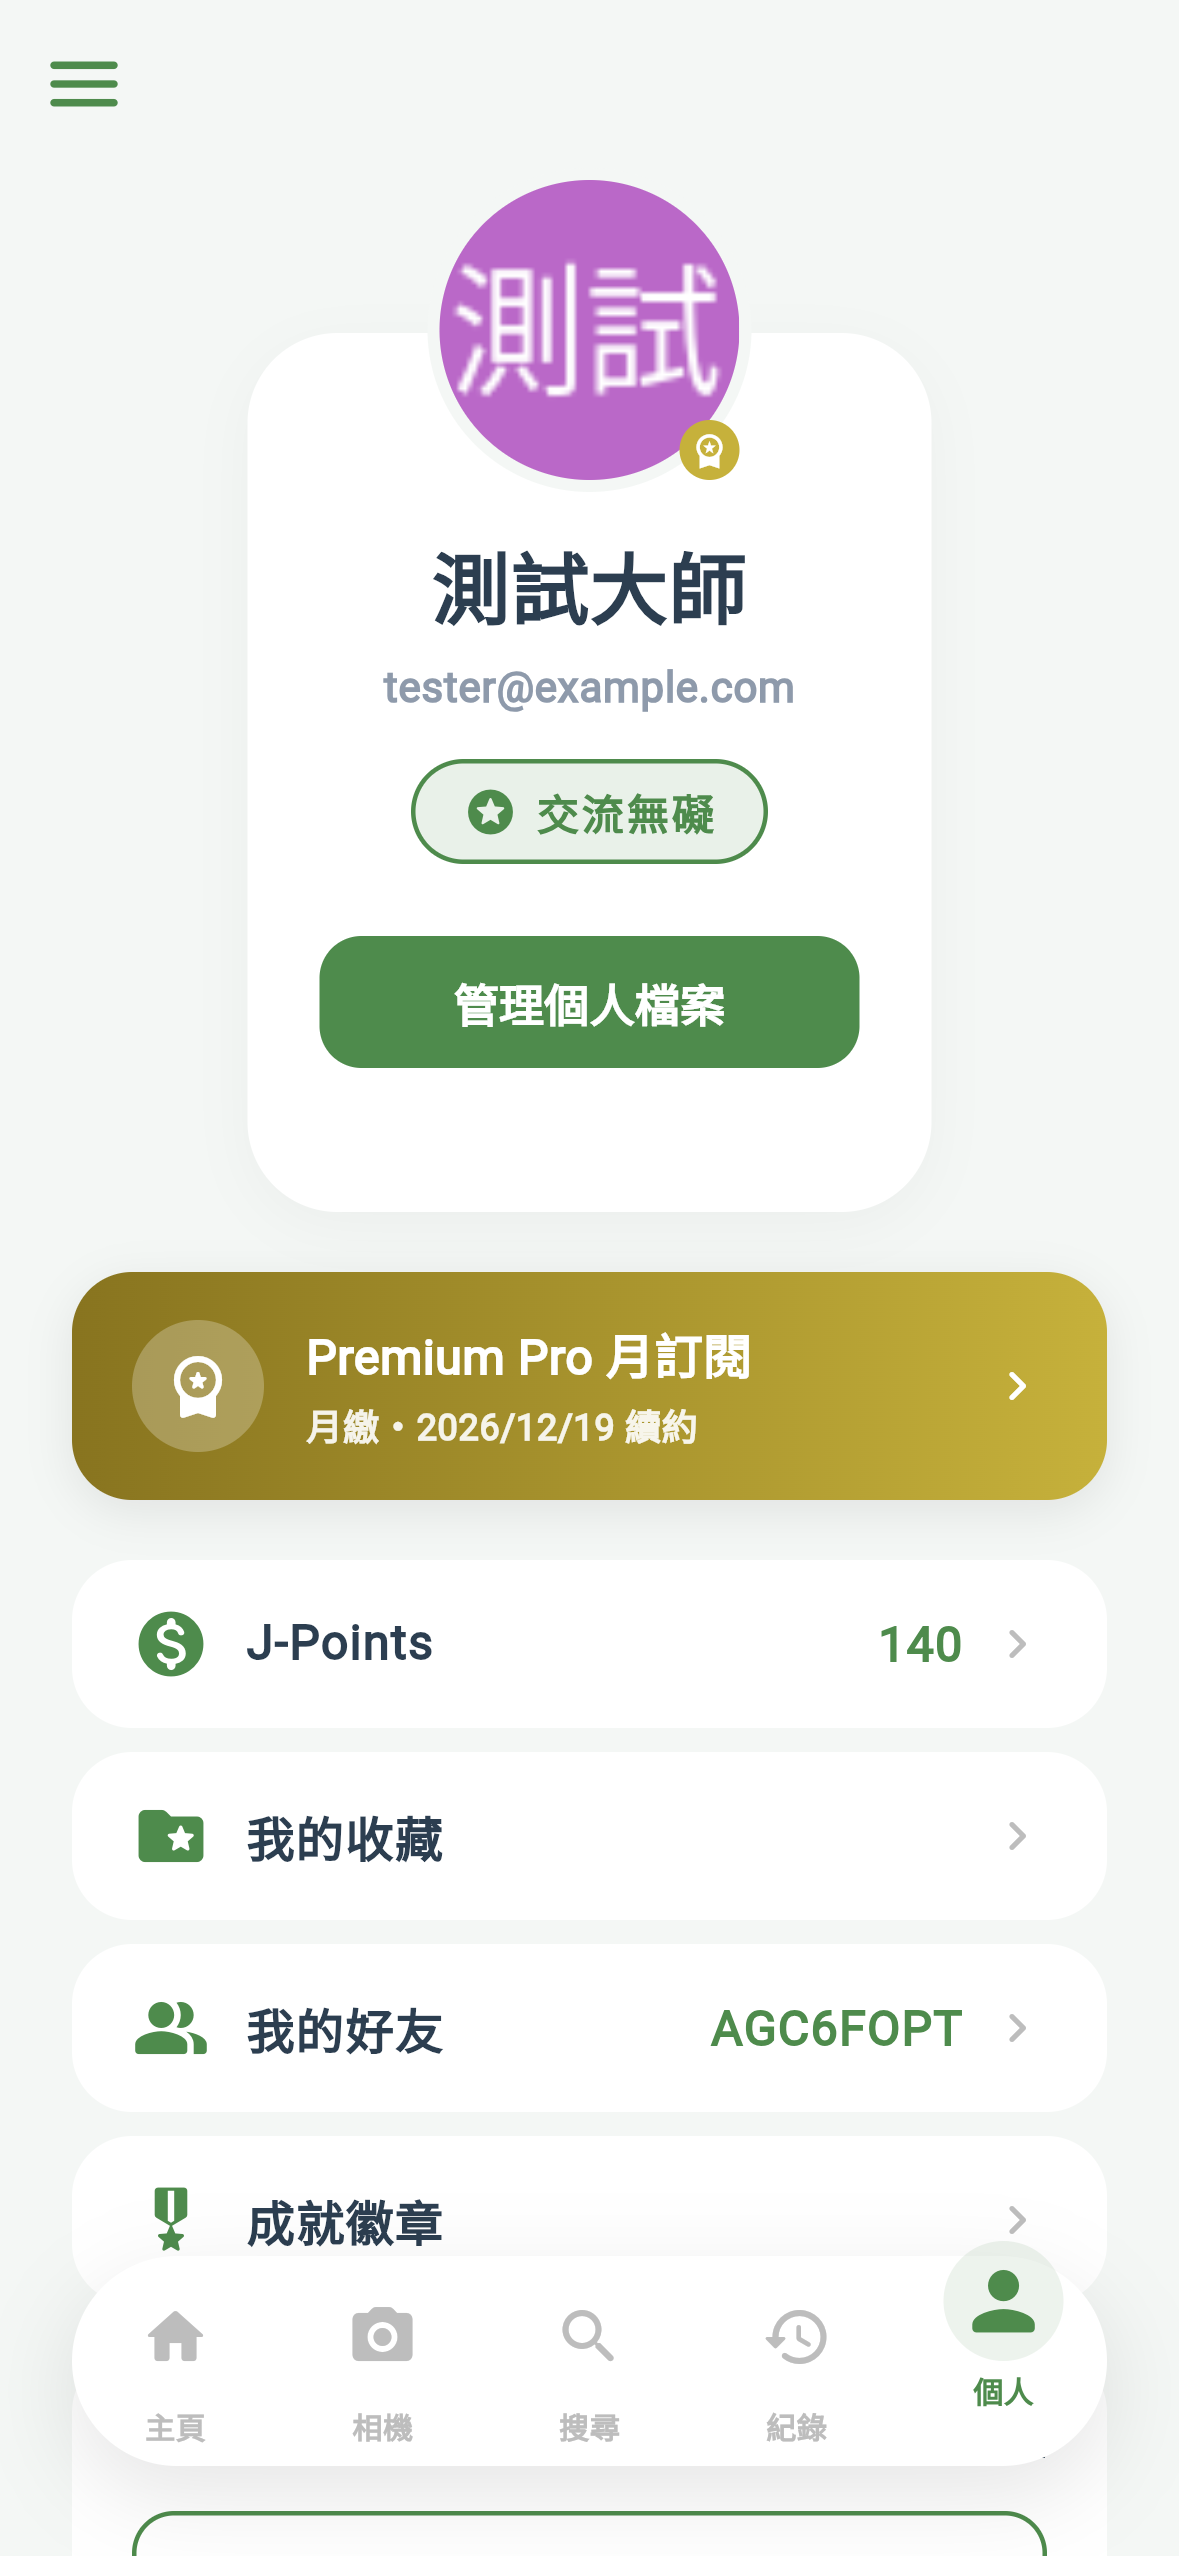 測試
測試大師
tester@example.com
交流無礙
管理個人檔案
Premium Pro 月訂閱
月繳・2026/12/19 續約
J-Points
140
我的收藏
我的好友
AGC6FOPT
成就徽章
主頁
相機
搜尋
紀錄
個人